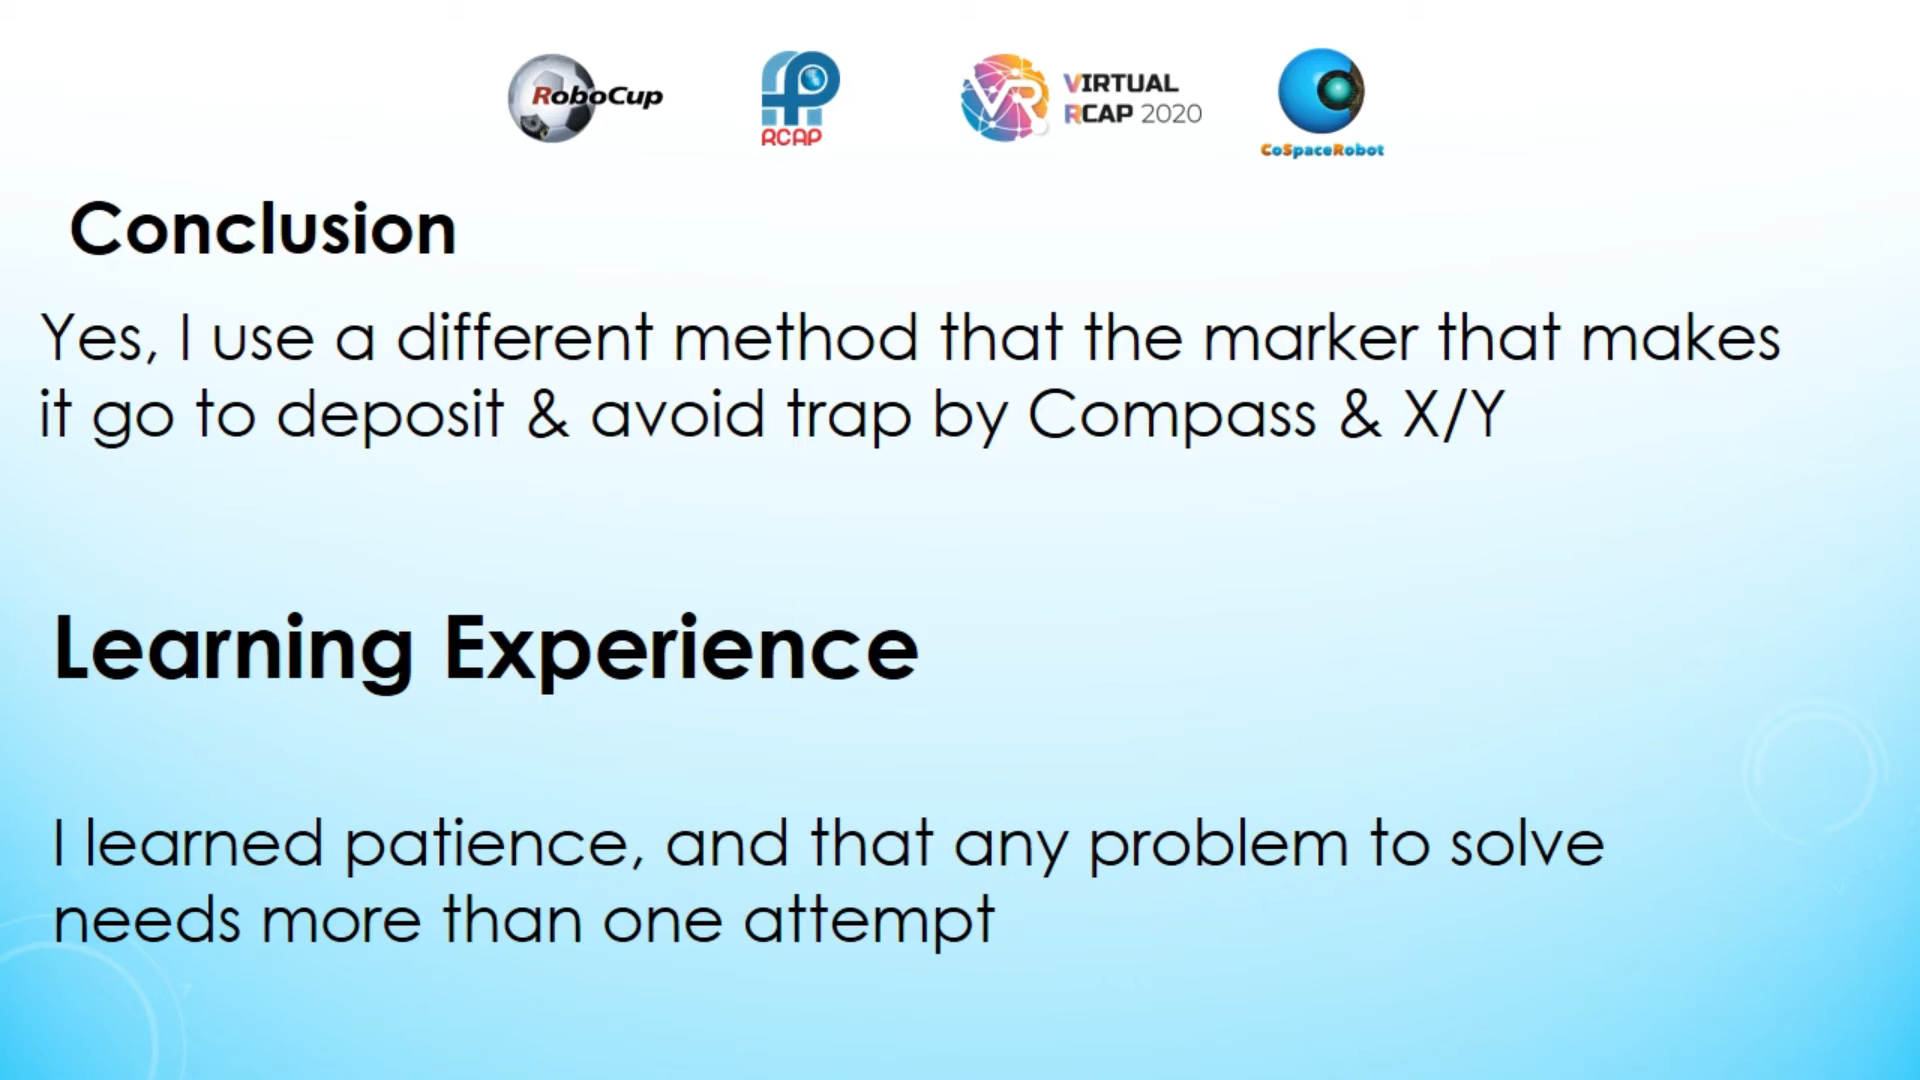 RoboCup
RCAP
VR
VIRTUAL
RCAP 2020
CoSpaceRobot
Conclusion
Yes, I use a different method that the marker that makes
it go to deposit & avoid trap by Compass & X/Y
Learning Experience
I learned patience, and that any problem to solve
needs more than one attempt